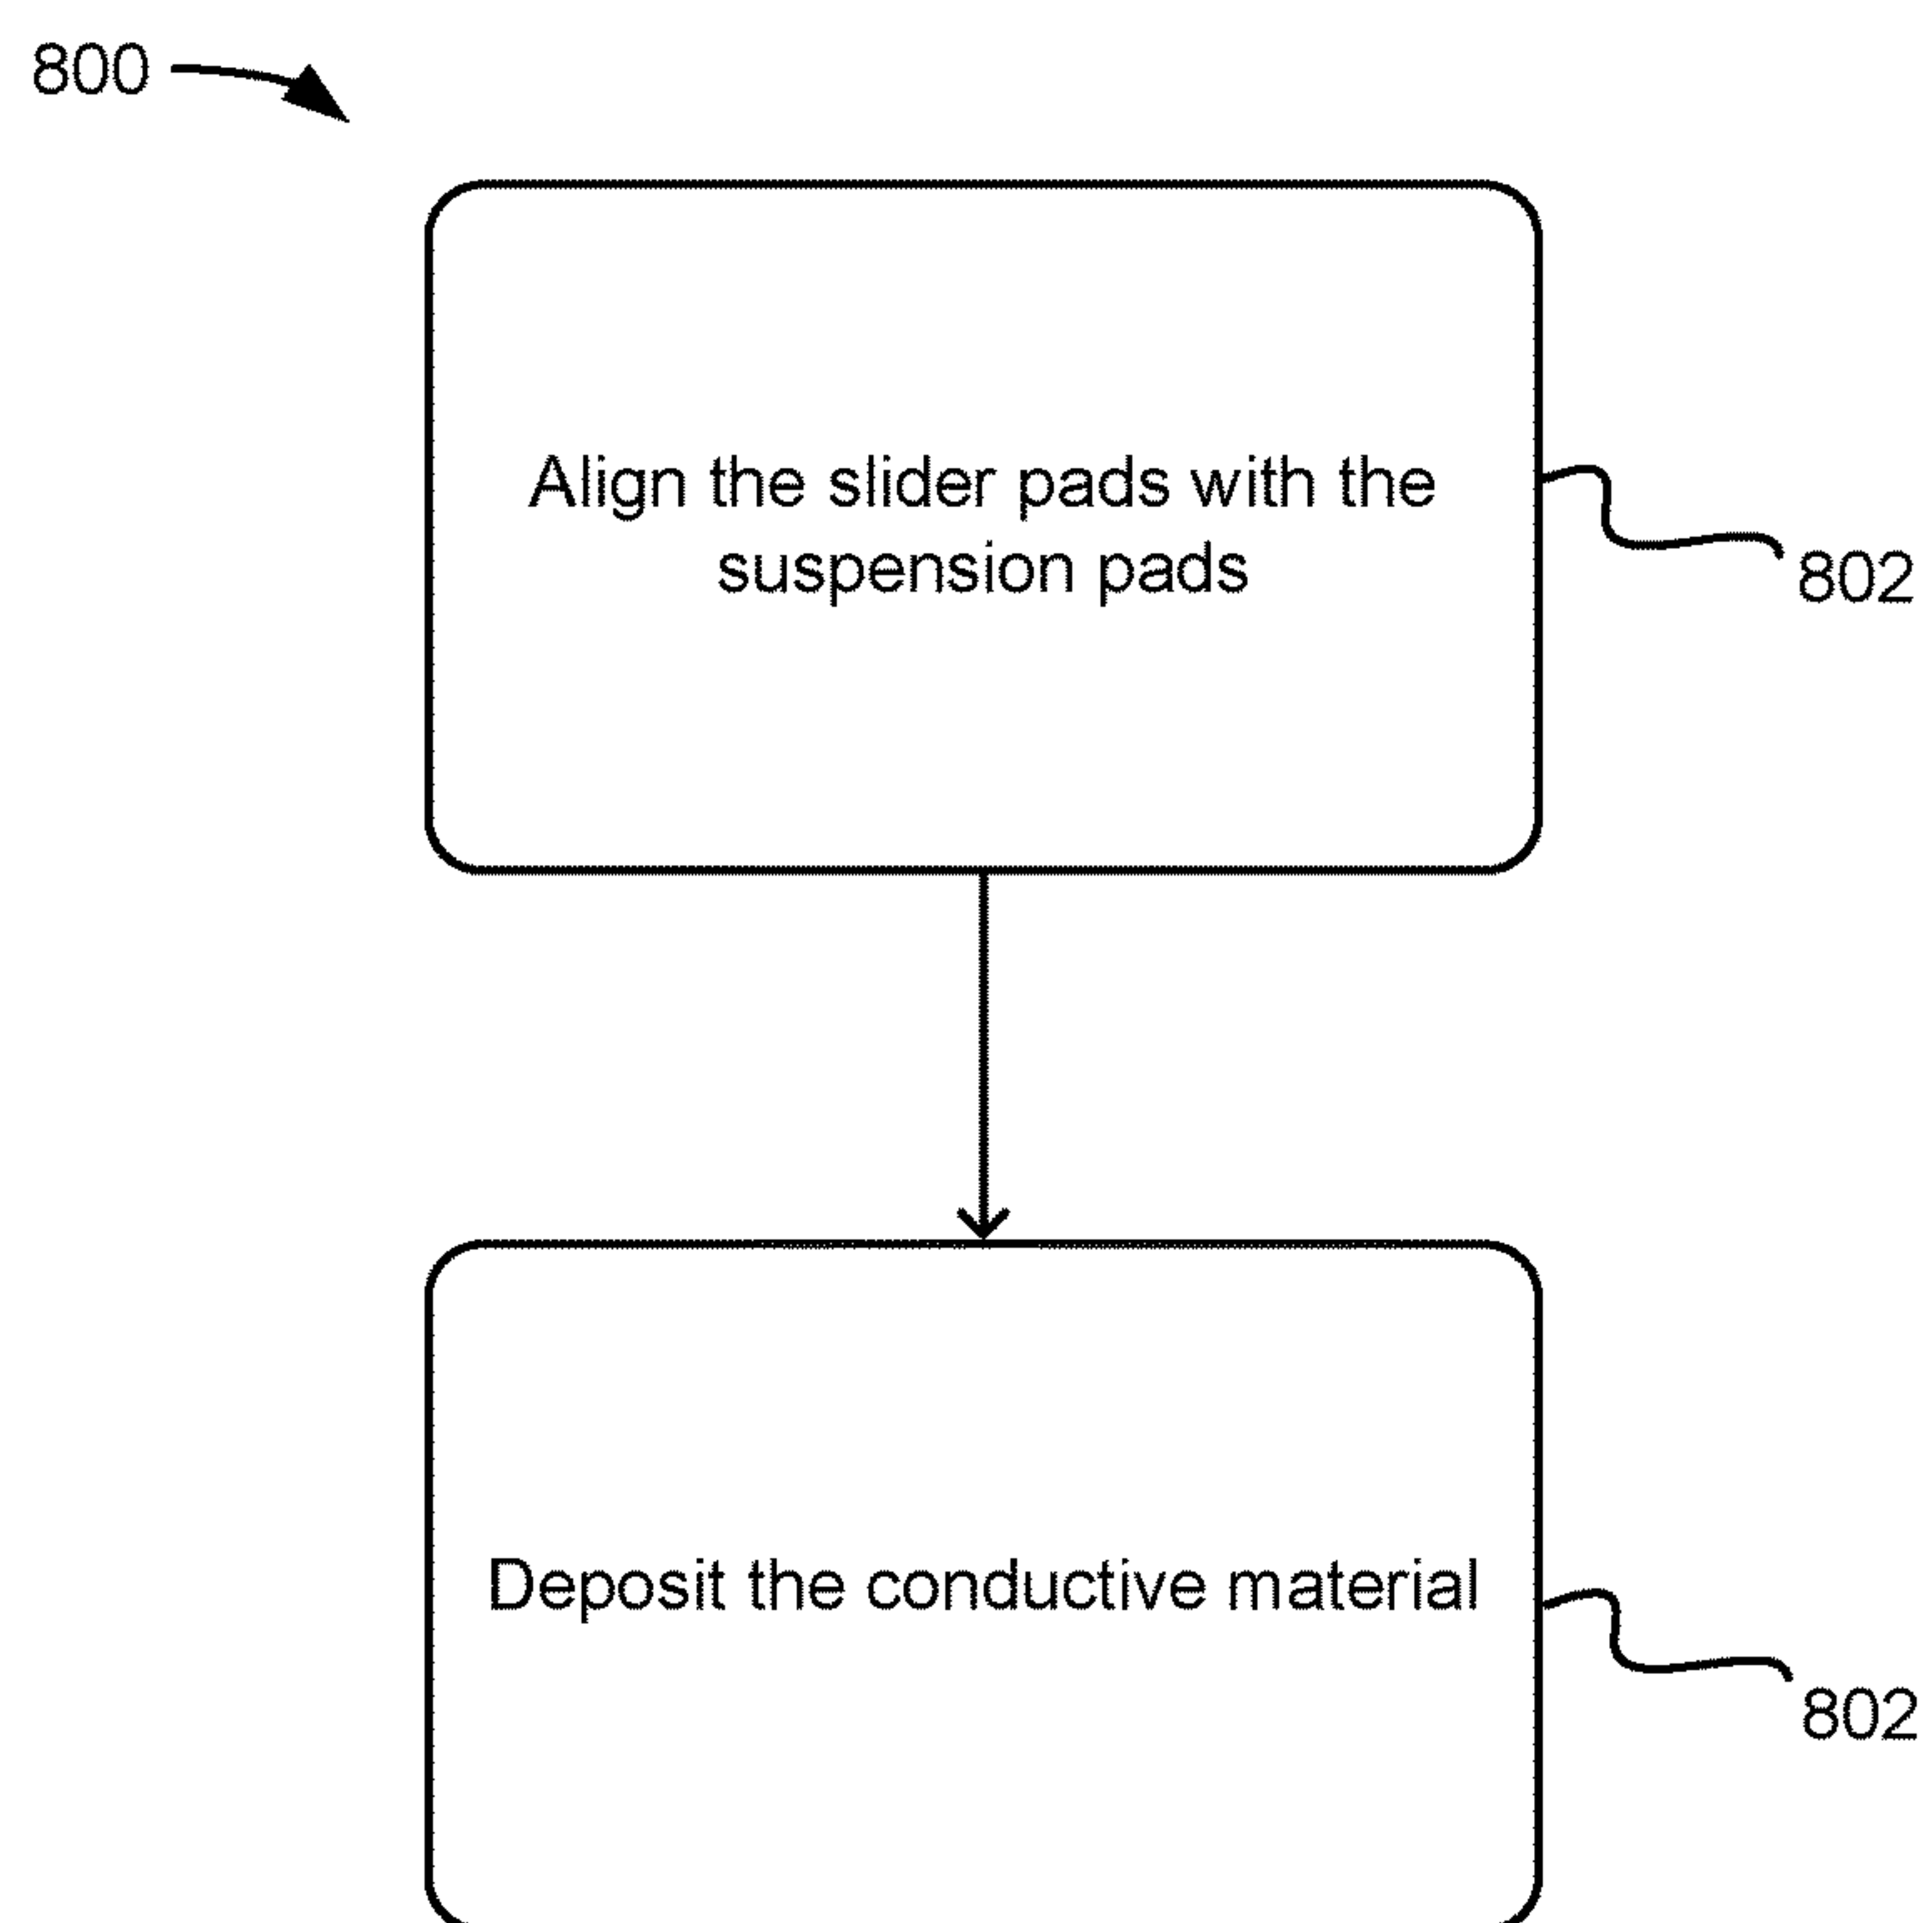 800
Align the slider pads with the
suspension pads
802
Deposit the conductive material
802